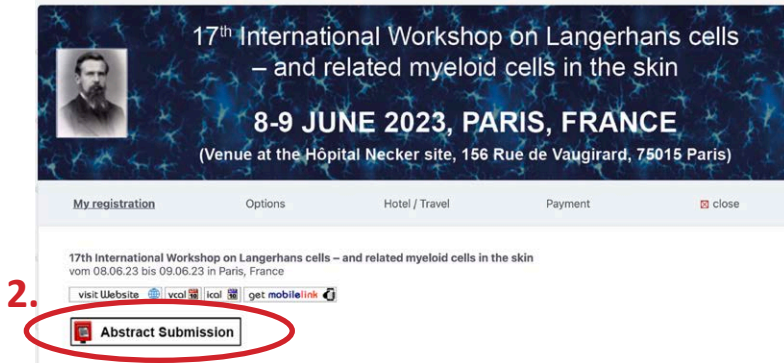 17th International Workshop on Langerhans cells
– and related myeloid cells in the skin
8-9 JUNE 2023, PARIS, FRANCE
(Venue at the Hôpital Necker site, 156 Rue de Vaugirard, 75015 Paris)
My registration Options Hotel / Travel Payment close
17th International Workshop on Langerhans cells – and related myeloid cells in the skin
vom 08.06.23 bis 09.06.23 in Paris, France
visit Website vcal ical get mobilelink
2.
Abstract Submission